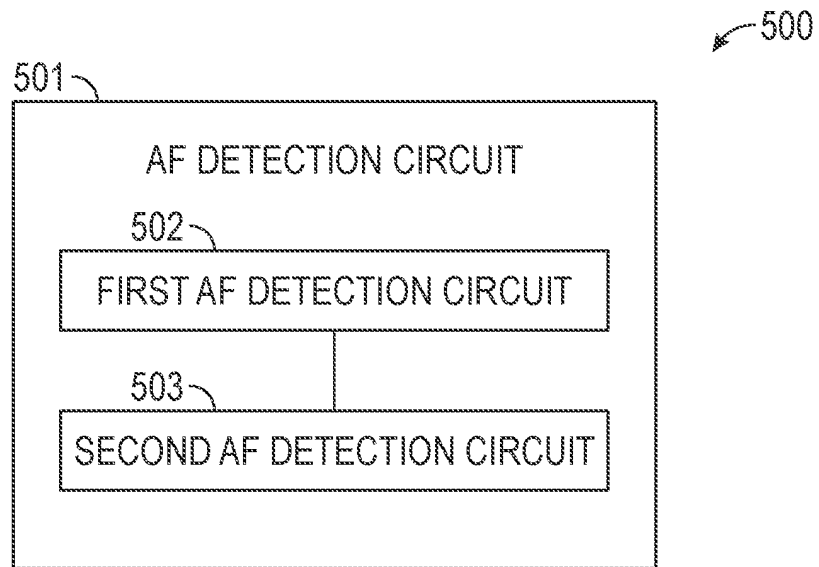 500
501
AF DETECTION CIRCUIT
502
FIRST AF DETECTION CIRCUIT
503
SECOND AF DETECTION CIRCUIT